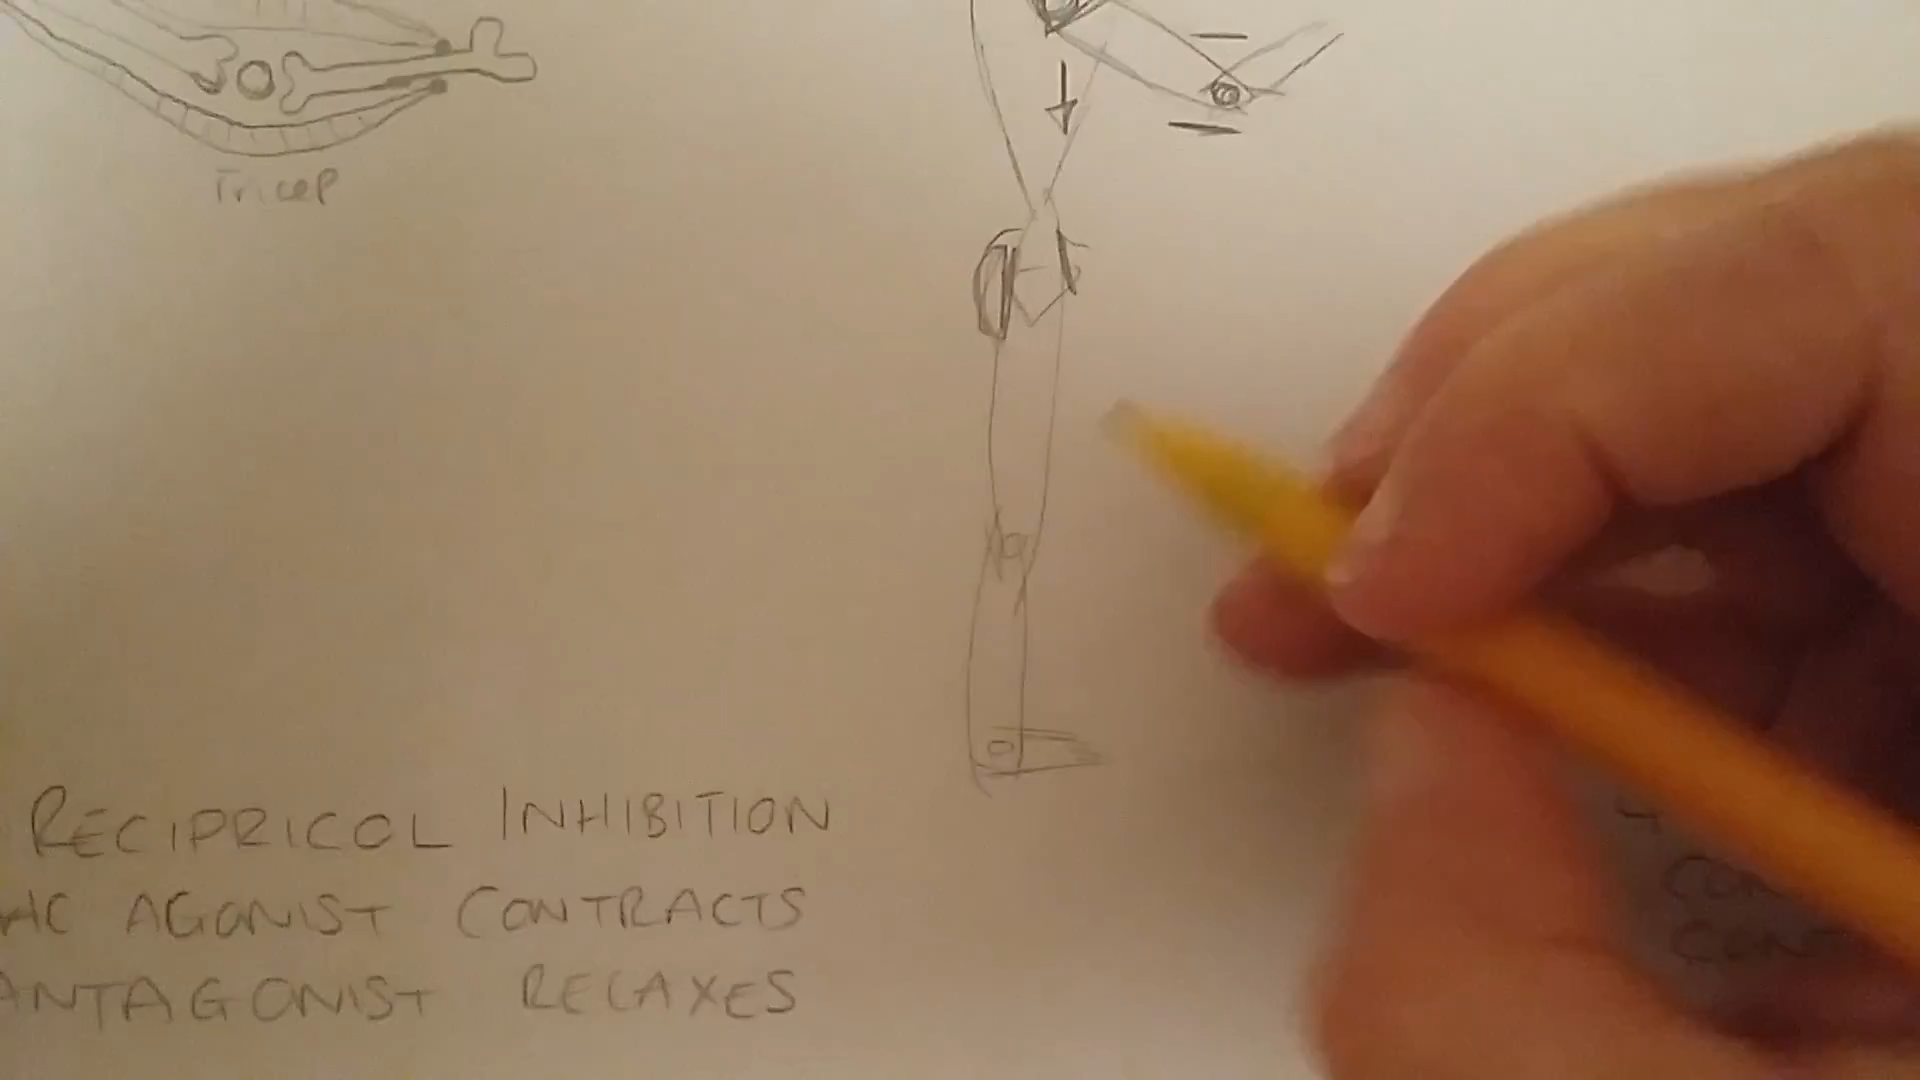 Tricep
RECIPRICOL INHIBITION
AGONIST CONTRACTS
ANTAGONIST RELAXES